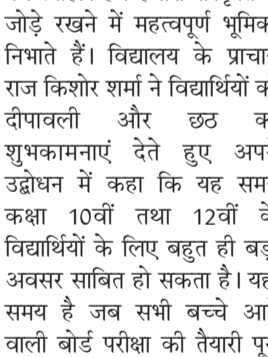 जोड़े रखने में महत्वपूर्ण
निभाते हैं। विद्यालय के
राज किशोर शर्मा ने विद्यार्थियों
दीपावली और छठ
शुभकामनाएं देते हुए
उद्बोधन में कहा कि यह
कक्षा 10वीं तथा 12वीं
विद्यार्थियों के लिए बहुत ही
अवसर साबित हो सकता है।
समय है जब सभी बच्चे
वाली बोर्ड परीक्षा की तैयारी